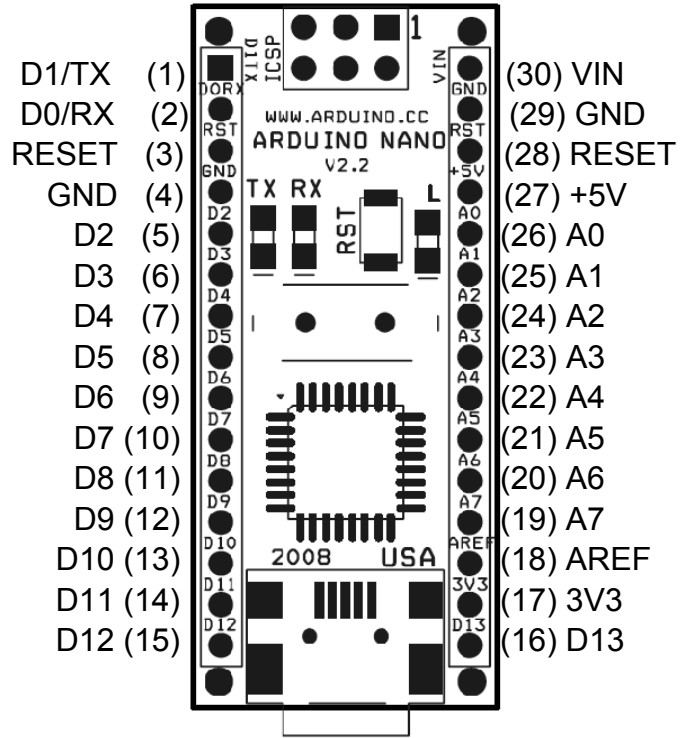 D1/TX (1)
D0/RX (2)
RESET (3)
GND (4)
D2 (5)
D3 (6)
D4 (7)
D5 (8)
D6 (9)
D7 (10)
D8 (11)
D9 (12)
D10 (13)
D11 (14)
D12 (15)
D1TX
ICSP
1
VIN
DORX
RST
GND
D2
D3
D4
D5
D6
D7
D8
D9
D10
D11
D12
WWW.ARDUINO.CC
ARDUINO NANO
V2.2
TX RX
RST
L
2008 USA
GND
RST
+5V
A0
A1
A2
A3
A4
A5
A6
A7
AREF
3V3
D13
(30) VIN
(29) GND
(28) RESET
(27) +5V
(26) A0
(25) A1
(24) A2
(23) A3
(22) A4
(21) A5
(20) A6
(19) A7
(18) AREF
(17) 3V3
(16) D13